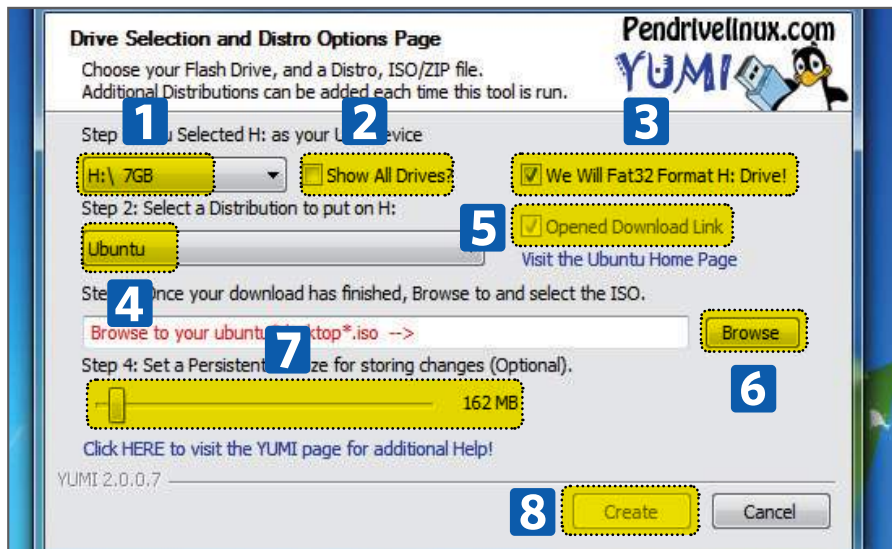 Drive Selection and Distro Options Page
Pendrivelinux.com
Choose your Flash Drive, and a Distro, ISO/ZIP file.
Additional Distributions can be added each time this tool is run.
YUMI
1
2
3
Step Selected H: as your
H:\ 7GB
Show All Drives?
We Will Fat32 Format H: Drive!
Step 2: Select a Distribution to put on H:
5
Opened Download Link
Ubuntu
Visit the Ubuntu Home Page
4
Once your download has finished, Browse to and select the ISO.
Browse to your *.iso -->
Browse
7
6
Step 4: Set a Persistent for storing changes (Optional).
162 MB
Click HERE to visit the YUMI page for additional Help!
YUMI 2.0.0.7
8
Create
Cancel